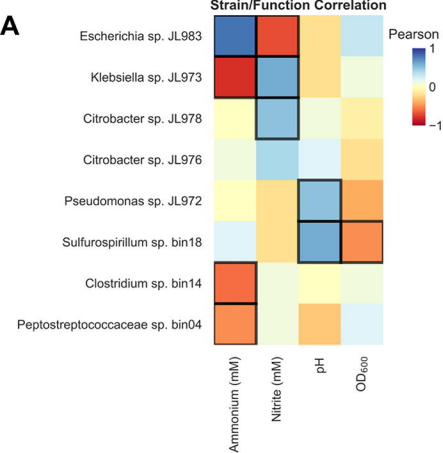 A
Strain/Function Correlation
Escherichia sp. JL983
Klebsiella sp. JL973
Citrobacter sp. JL978
Citrobacter sp. JL976
Pseudomonas sp. JL972
Sulfurospirillum sp. bin18
Clostridium sp. bin14
Peptostreptococcaceae sp. bin04
Pearson
1
0
−1
Ammonium (mM)
Nitrite (mM)
pH
OD600